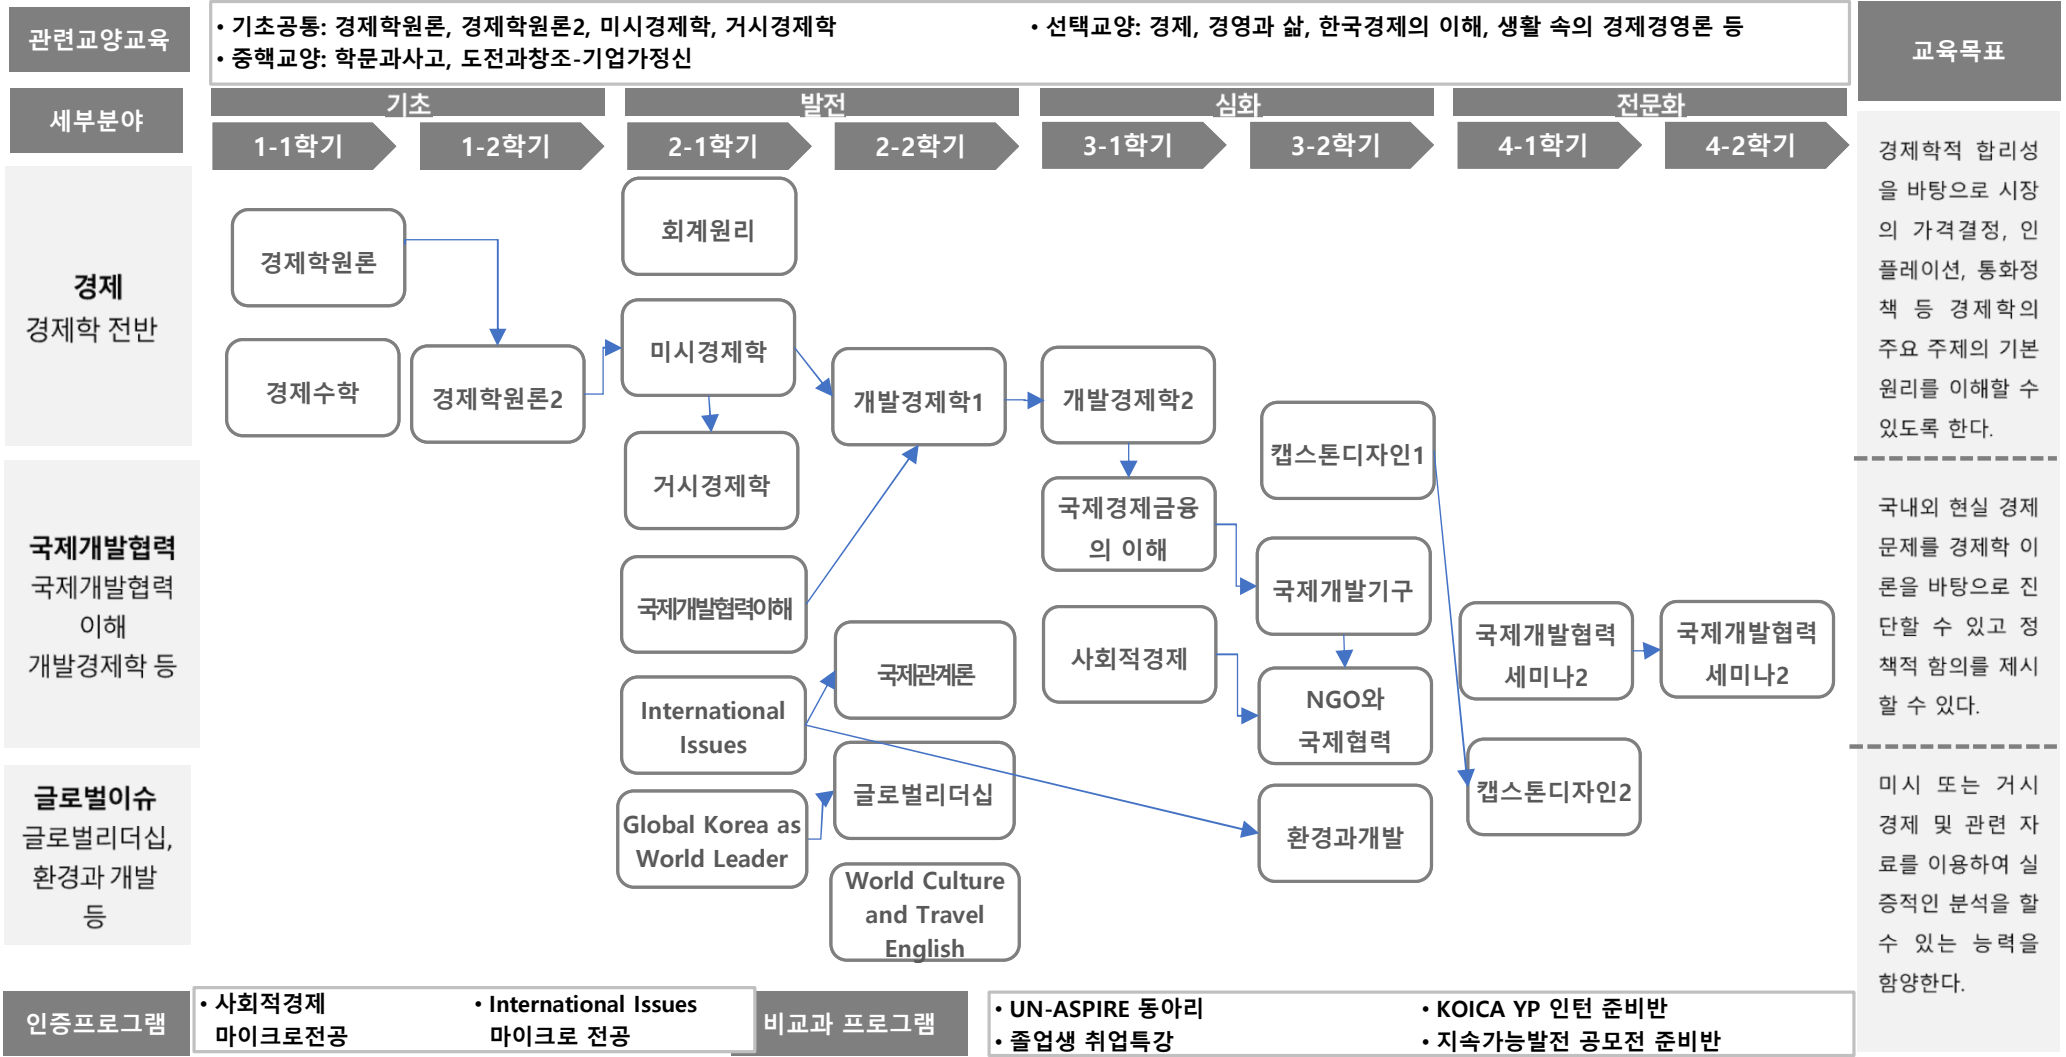 관련교양교육
• 기초공통: 경제학원론, 경제학원론2, 미시경제학, 거시경제학
• 선택교양: 경제, 경영과 삶, 한국경제의 이해, 생활 속의 경제경영론 등
• 중핵교양: 학문과사고, 도전과창조-기업가정신
교육목표
세부분야
기초
발전
심화
전문화
1-1학기
1-2학기
2-1학기
2-2학기
3-1학기
3-2학기
4-1학기
4-2학기
경제
경제학 전반
경제학원론
경제수학
경제학원론2
회계원리
미시경제학
거시경제학
개발경제학1
개발경제학2
캡스톤디자인1
국제개발협력
국제개발협력
이해
개발경제학 등
국제개발협력이해
International
Issues
국제관계론
국제경제금융
의 이해
사회적경제
국제개발기구
NGO와
국제협력
국제개발협력
세미나2
국제개발협력
세미나2
글로벌이슈
글로벌리더십,
환경과 개발
등
Global Korea as
World Leader
글로벌리더십
World Culture
and Travel
English
환경과개발
캡스톤디자인2
경제학적 합리성
을 바탕으로 시장
의 가격결정, 인
플레이션, 통화정
책 등 경제학의
주요 주제의 기본
원리를 이해할 수
있도록 한다.
국내외 현실 경제
문제를 경제학 이
론을 바탕으로 진
단할 수 있고 정
책적 함의를 제시
할 수 있다.
미시 또는 거시
경제 및 관련 자
료를 이용하여 실
증적인 분석을 할
수 있는 능력을
함양한다.
인증프로그램
• 사회적경제
마이크로전공
• International Issues
마이크로 전공
비교과 프로그램
• UN-ASPIRE 동아리
• 졸업생 취업특강
• KOICA YP 인턴 준비반
• 지속가능발전 공모전 준비반